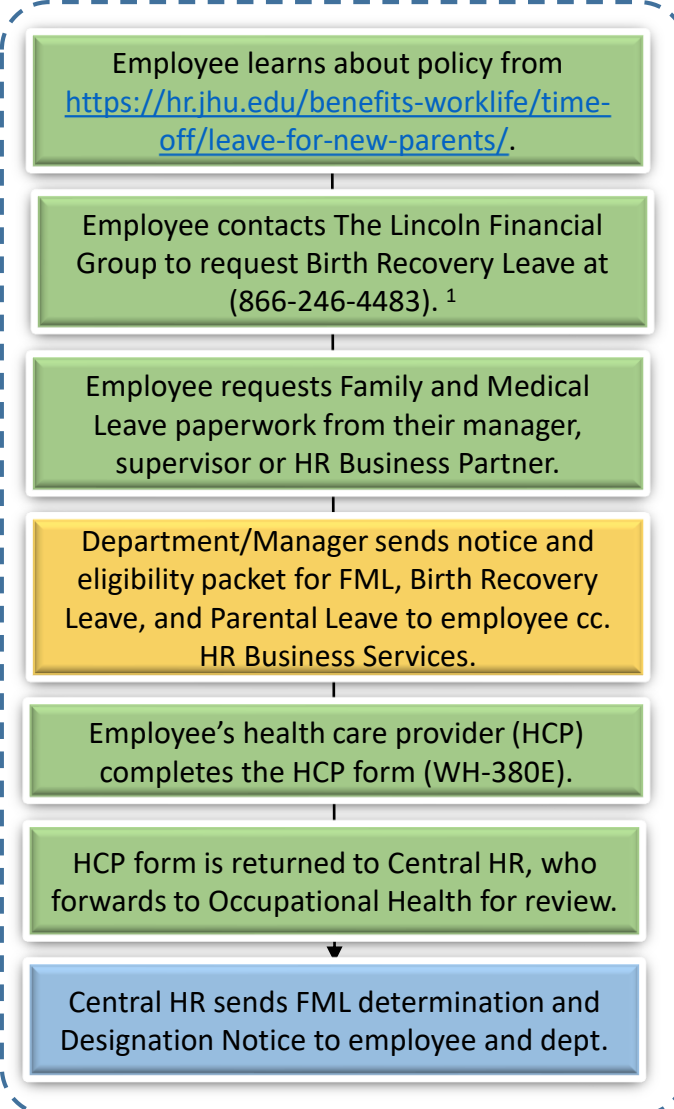 Employee learns about policy from
https://hr.jhu.edu/benefits-worklife/time-
off/leave-for-new-parents/.
Employee contacts The Lincoln Financial
Group to request Birth Recovery Leave at
(866-246-4483). ¹
Employee requests Family and Medical
Leave paperwork from their manager,
supervisor or HR Business Partner.
Department/Manager sends notice and
eligibility packet for FML, Birth Recovery
Leave, and Parental Leave to employee cc.
HR Business Services.
Employee’s health care provider (HCP)
completes the HCP form (WH-380E).
HCP form is returned to Central HR, who
forwards to Occupational Health for review.
Central HR sends FML determination and
Designation Notice to employee and dept.